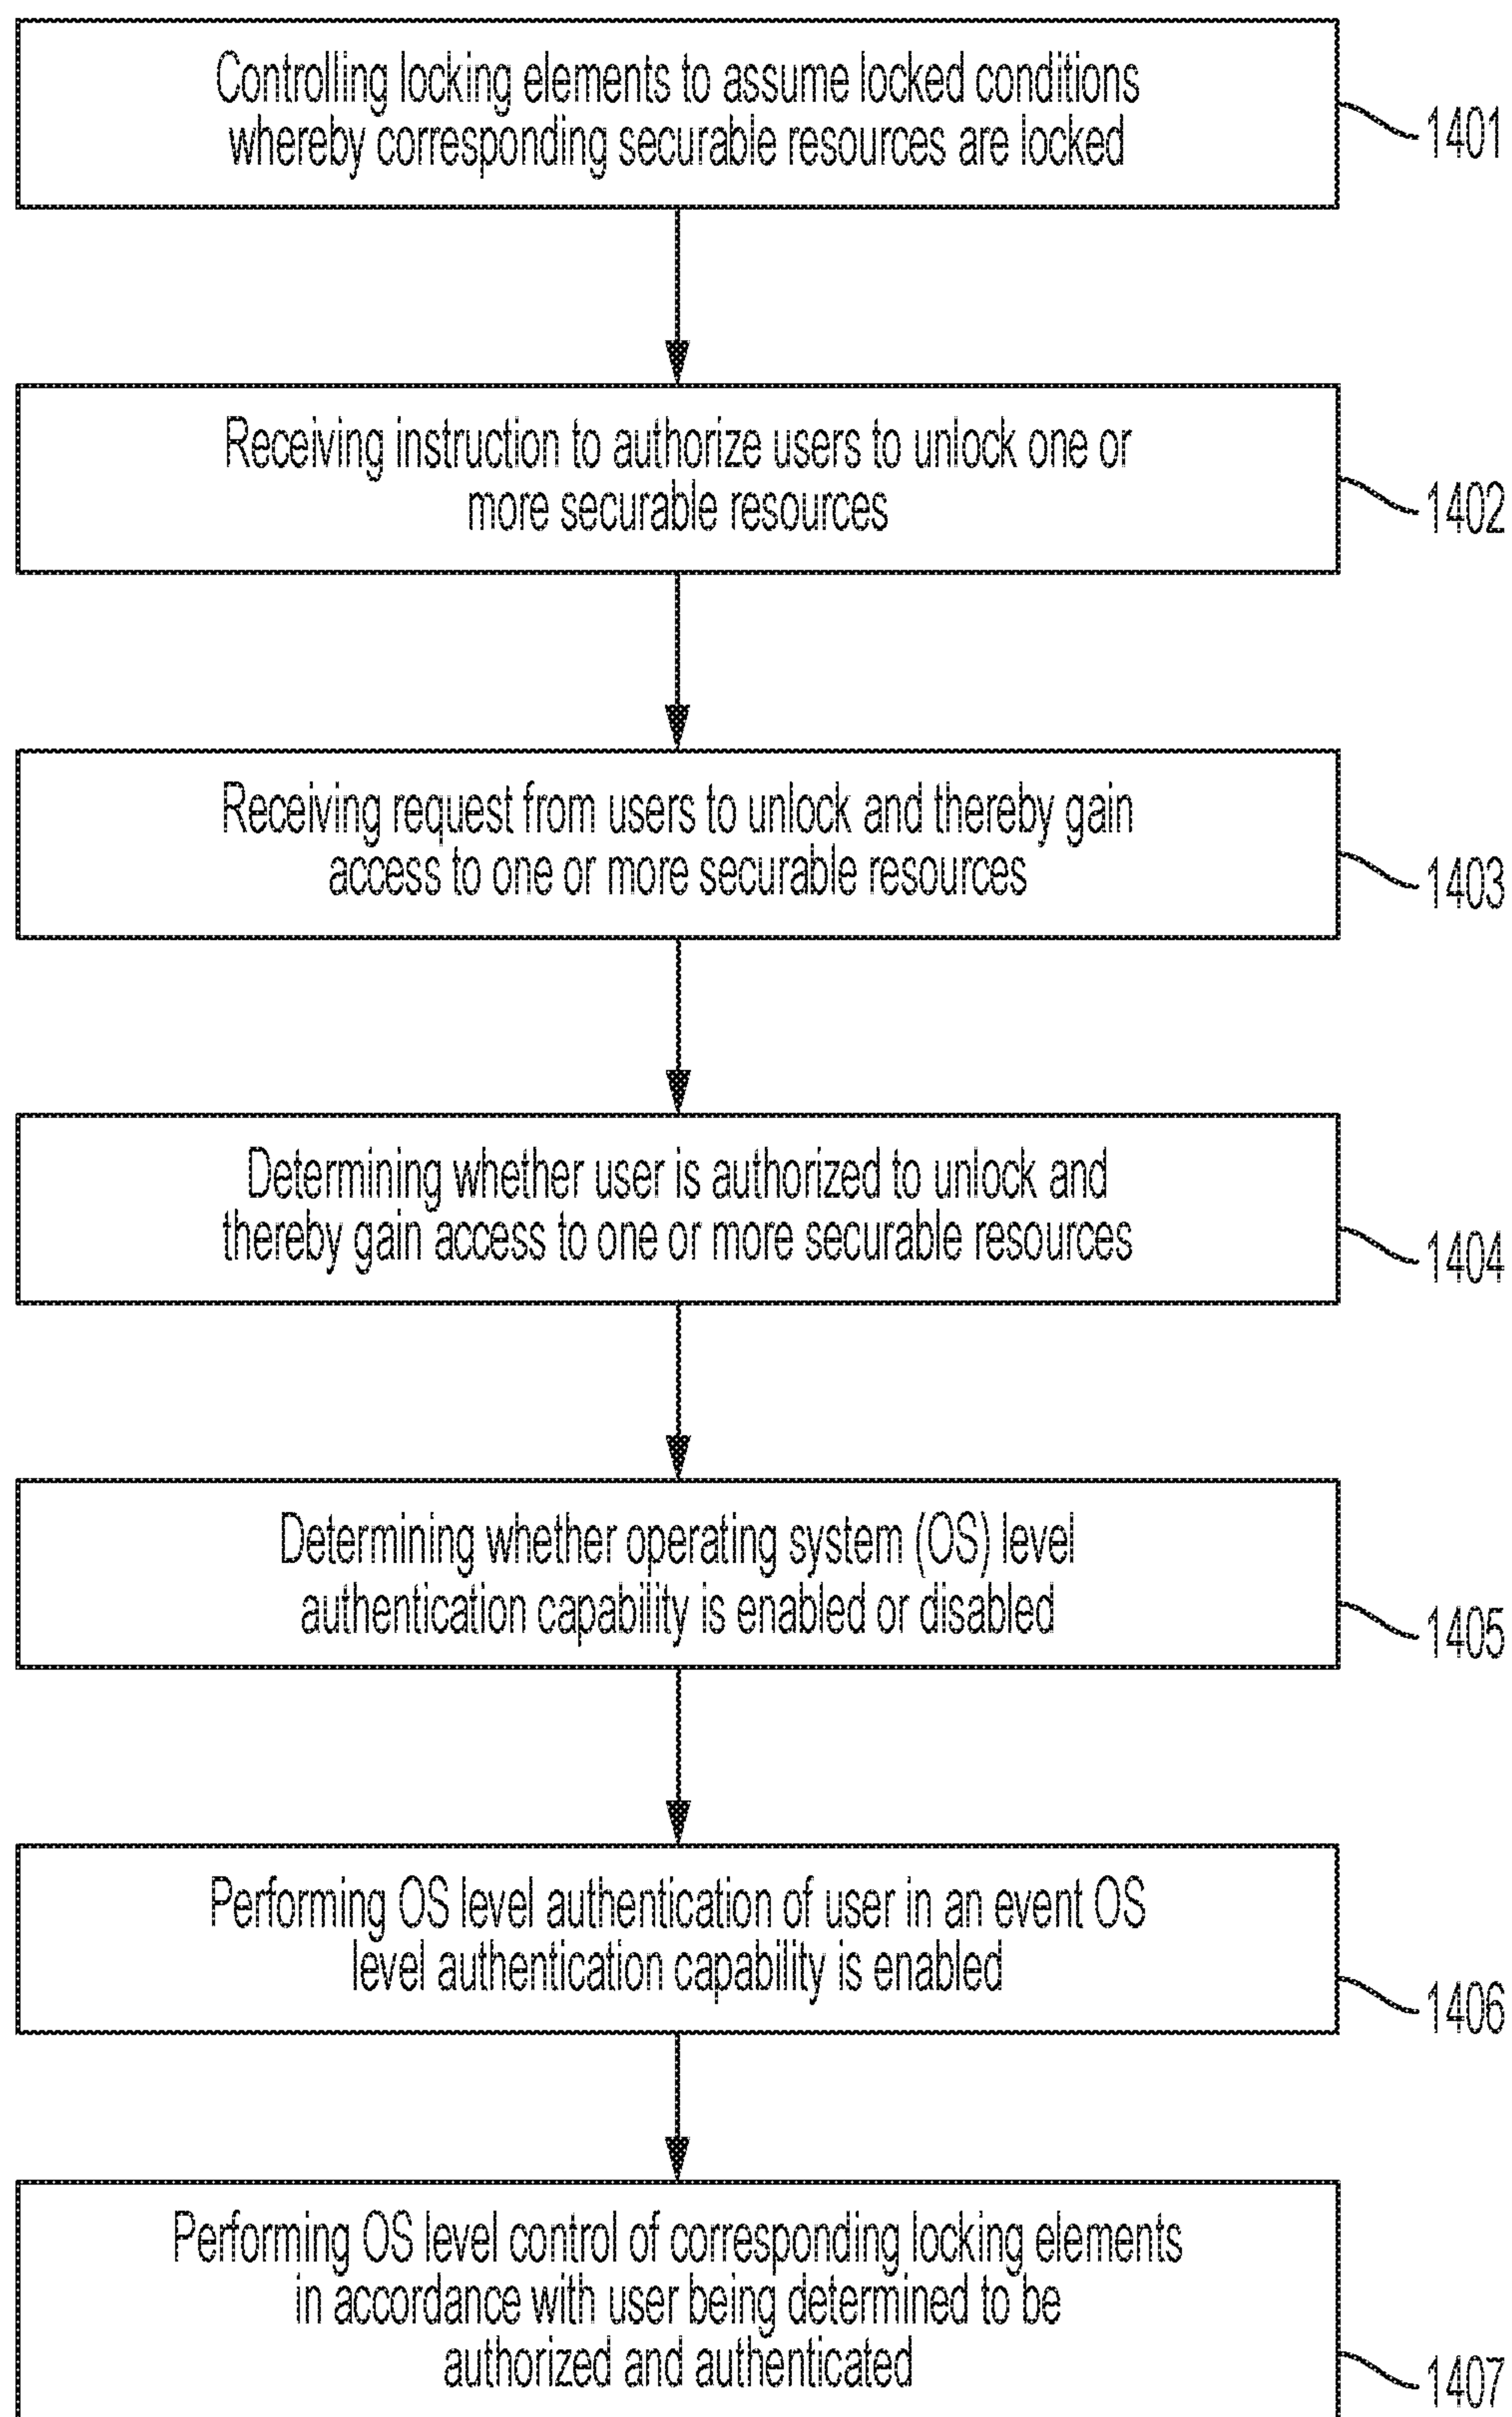 Controlling locking elements to assume locked conditions
whereby corresponding securable resources are locked
1401
Receiving instruction to authorize users to unlock one or
more securable resources
1402
Receiving request from users to unlock and thereby gain
access to one or more securable resources
1403
Determining whether user is authorized to unlock and
thereby gain access to one or more securable resources
1404
Determining whether operating system (OS) level
authentication capability is enabled or disabled
1405
Performing OS level authentication of user in an event OS
level authentication capability is enabled
1406
Performing OS level control of corresponding locking elements
in accordance with user being determined to be
authorized and authenticated
1407